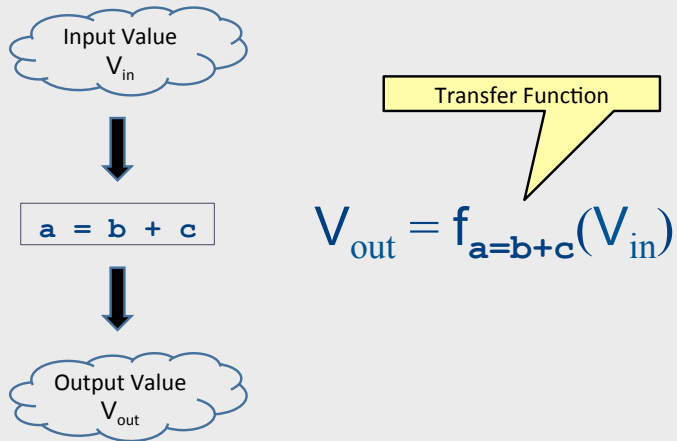 Input Value
V_in
Transfer Function
a = b + c
V_out = f_a=b+c(V_in)
Output Value
V_out